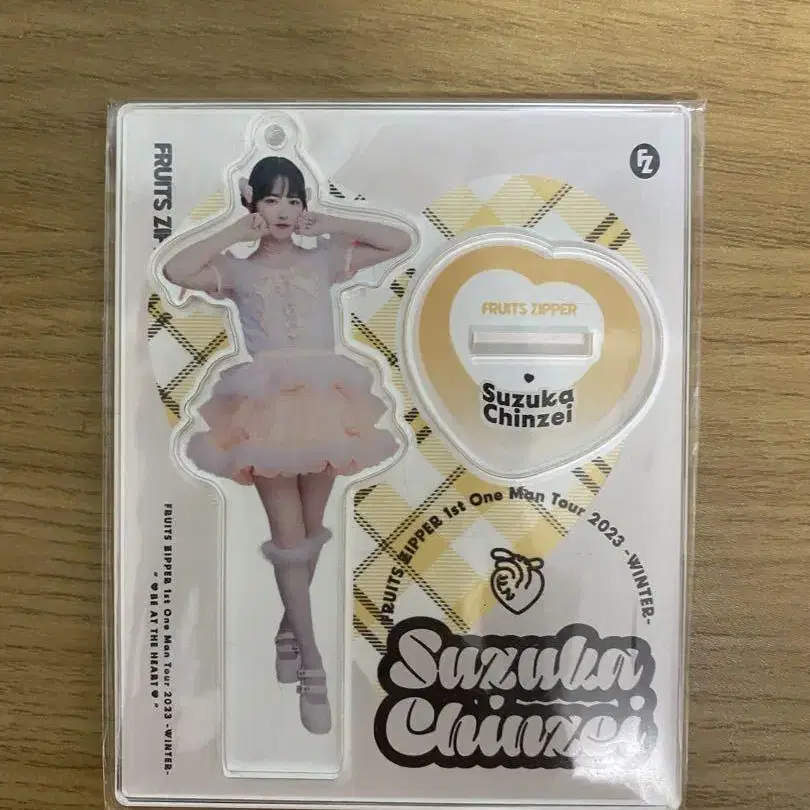 FRUITS ZIP
FZ
FRUITS ZIPPER
Suzuka
Chinzei
FRUITS ZIPPER 1st One Man Tour 2023 -WINTER-
Suzuka
Chinzei
FRUITS ZIPPER 1st One Man Tour 2023 -WINTER-
"♥BE AT THE HEART♥"